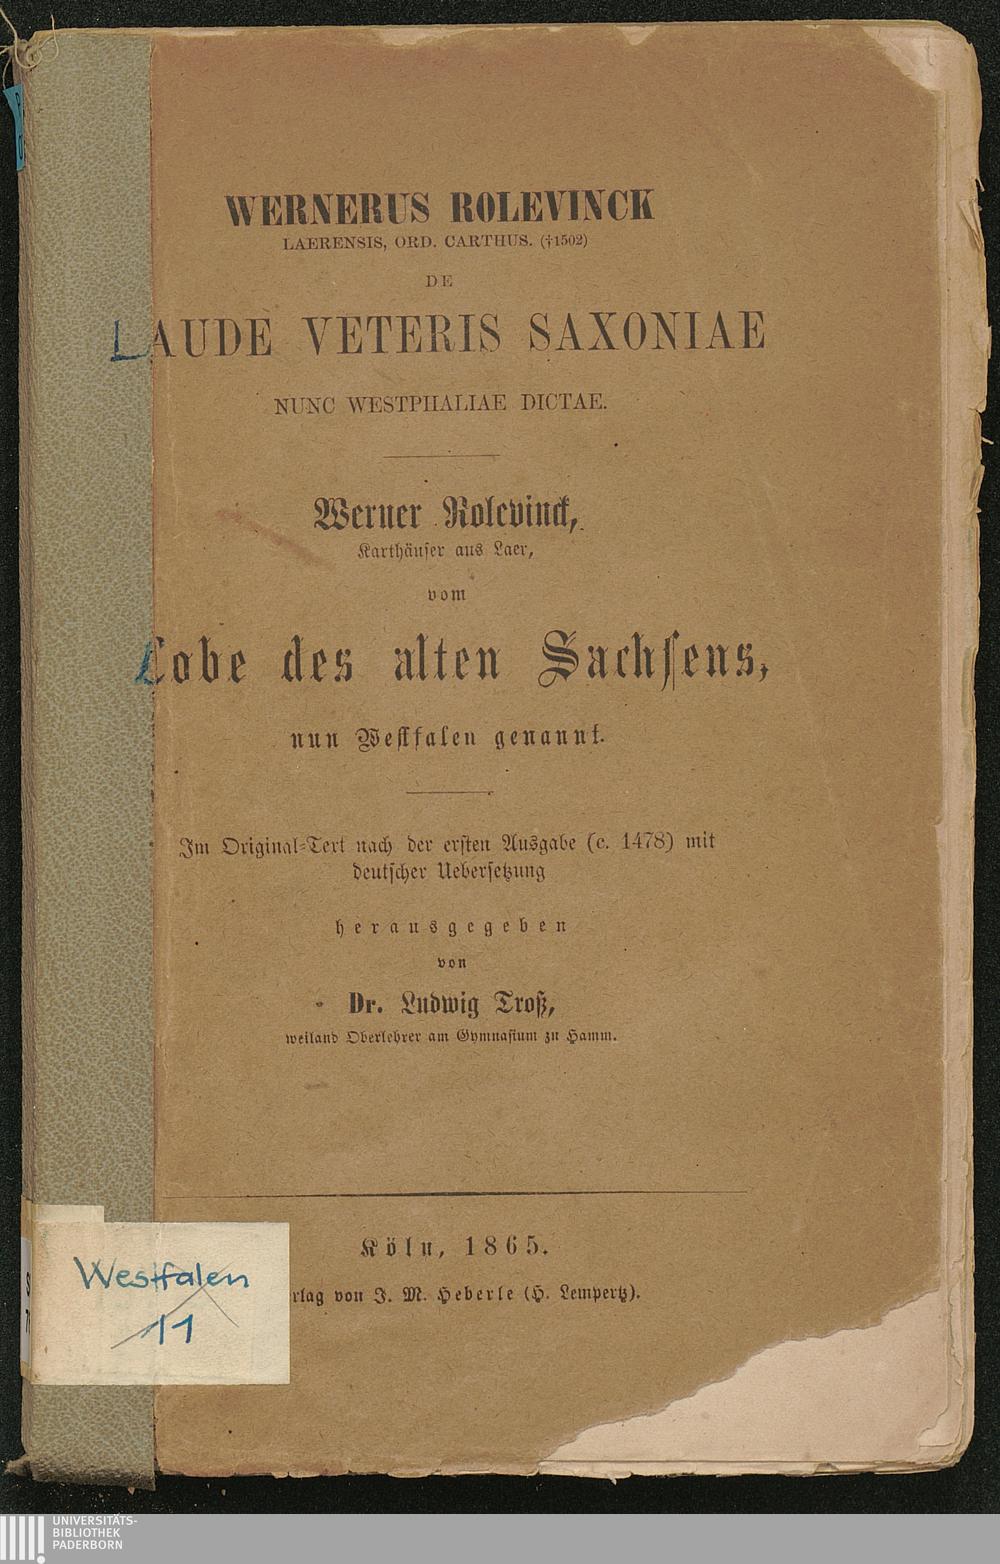 WERNERUS ROLEVINCK
LAERENSIS, ORD. CARTHUS. (†1502)
DE
LAUDE VETERIS SAXONIAE
NUNC WESTPHALIAE DICTAE.
Werner Rolevinck,
Karthäuser aus Laer,
vom
Lobe des alten Sachsens,
nun Westfalen genannt.
Im Original-Text nach der ersten Ausgabe (c. 1478) mit
deutscher Uebersetzung
herausgegeben
von
Dr. Ludwig Troß,
weiland Oberlehrer am Gymnasium zu Hamm.
Köln, 1865.
rlag von J. M. Heberle (H. Lempertz).
Westfalen
11
UNIVERSITÄTS-
BIBLIOTHEK
PADERBORN